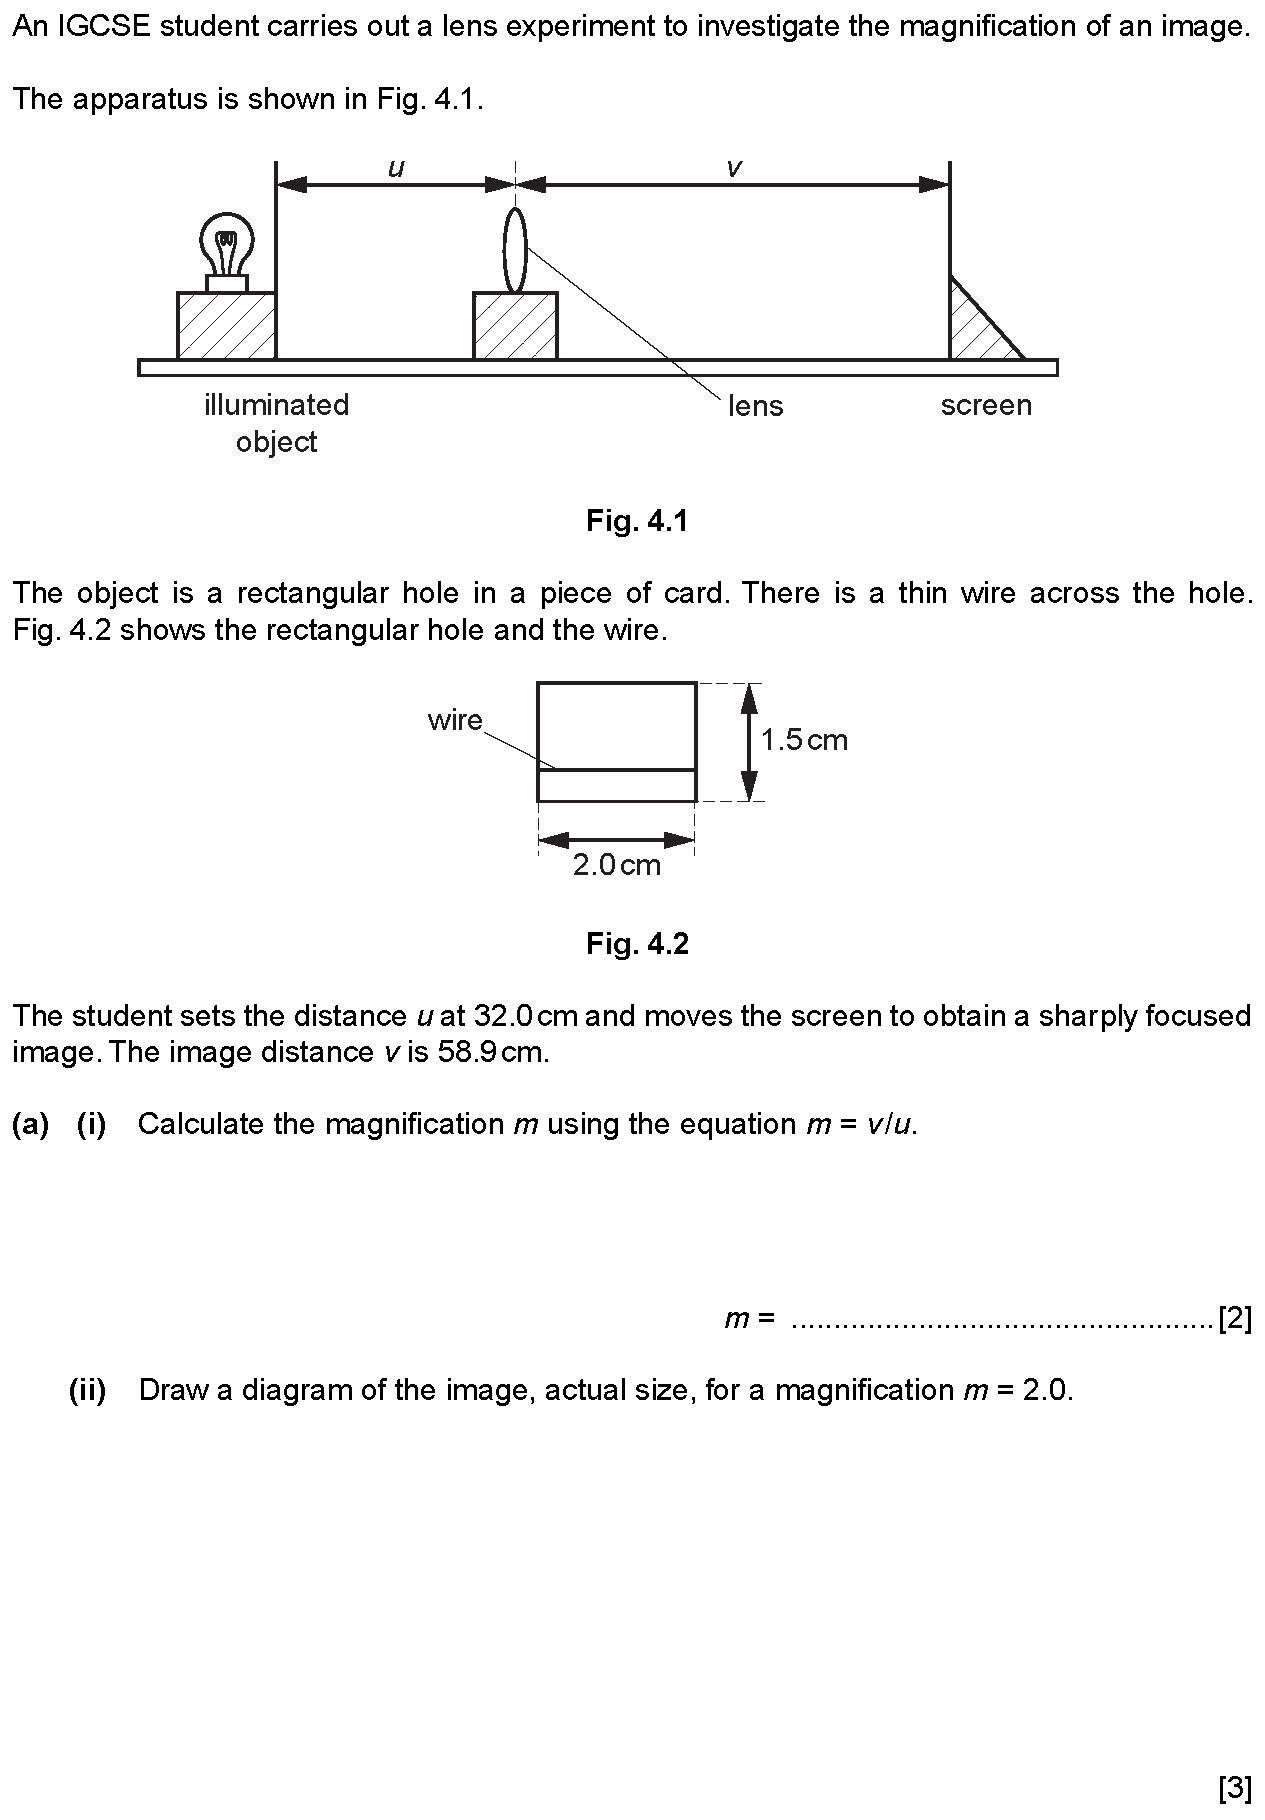 An IGCSE student carries out a lens experiment to investigate the magnification of an image.
The apparatus is shown in Fig. 4.1.
u
v
illuminated
object
lens
screen
Fig. 4.1
The object is a rectangular hole in a piece of card. There is a thin wire across the hole.
Fig. 4.2 shows the rectangular hole and the wire.
wire
1.5 cm
2.0 cm
Fig. 4.2
The student sets the distance u at 32.0 cm and moves the screen to obtain a sharply focused
image. The image distance v is 58.9 cm.
(a) (i) Calculate the magnification m using the equation m = v/u.
m = .................................................. [2]
(ii) Draw a diagram of the image, actual size, for a magnification m = 2.0.
[3]